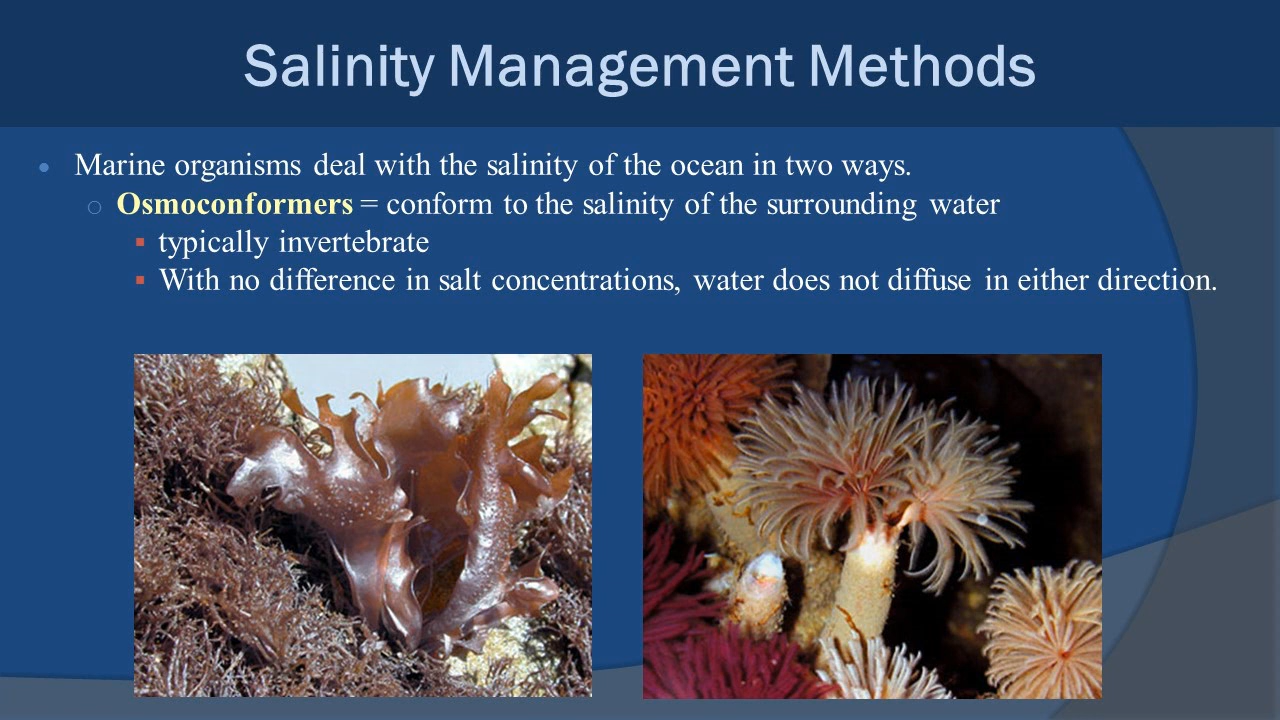 Salinity Management Methods
Marine organisms deal with the salinity of the ocean in two ways.
Osmoconformers = conform to the salinity of the surrounding water
typically invertebrate
With no difference in salt concentrations, water does not diffuse in either direction.